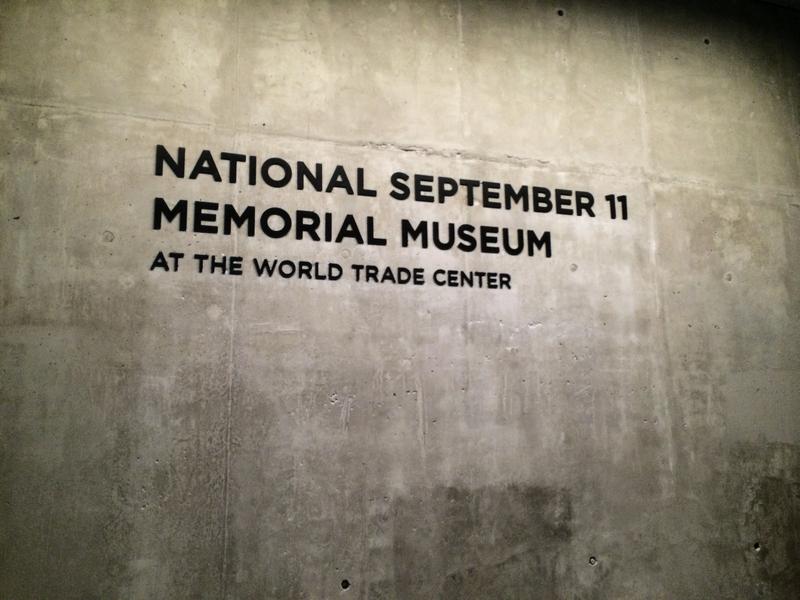 NATIONAL SEPTEMBER 11
MEMORIAL MUSEUM
AT THE WORLD TRADE CENTER